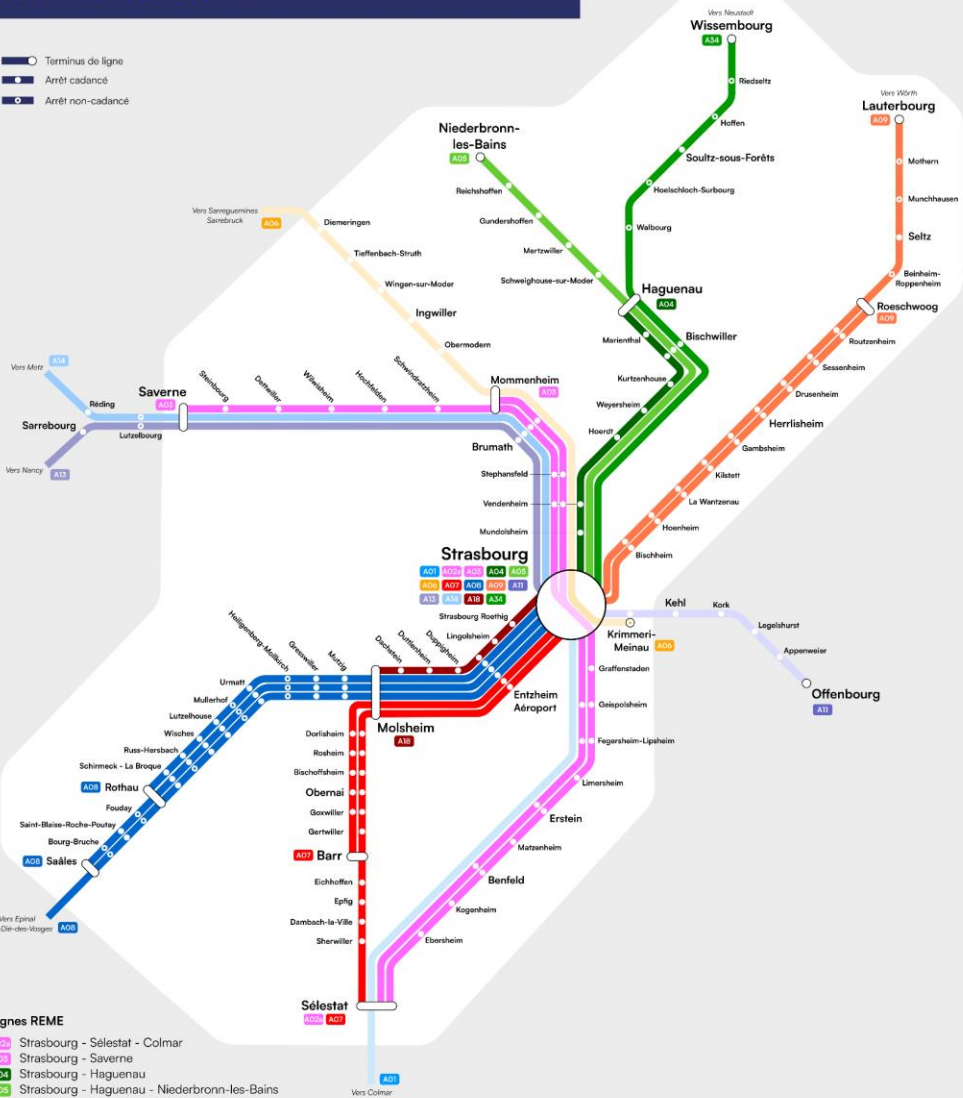 Terminus de ligne
Arrêt cadancé
Arrêt non-cadancé
Vers Neustadt
Wissembourg
A34
Riedseltz
Hoffen
Soultz-sous-Forêts
Hoelschloch-Surbourg
Walbourg
Vers Wörth
Lauterbourg
A09
Mothern
Munchhausen
Seltz
Beinheim-
Roppenheim
Roeschwoog
A09
Routzenheim
Sessenheim
Drusenheim
Herrlisheim
Gambsheim
Kilstett
La Wantzenau
Hoenheim
Bischheim
Niederbronn-
les-Bains
A05
Reichshoffen
Gundershoffen
Mertzwiller
Schweighouse-sur-Moder
Haguenau
A04
Marienthal
Bischwiller
Kurtzenhouse
Weyersheim
Hoerdt
Vers Sarreguemines
Sarrebruck
A06
Diemeringen
Tieffenbach-Struth
Wingen-sur-Moder
Ingwiller
Obermodern
Mommenheim
A03
Vers Metz
A14
Réding
Sarrebourg
Lutzelbourg
Vers Nancy
A13
Saverne
A03
Steinbourg
Dettwiller
Wilwisheim
Hochfelden
Schwindratzheim
Brumath
Stephansfeld
Vendenheim
Mundolsheim
Strasbourg
A01 A02a A03 A04 A05
A06 A07 A08 A09 A11
A13 A14 A18 A34
Krimmeri-
Meinau
A06
Kehl
Kork
Legelshurst
Appenweier
Offenbourg
A11
Strasbourg Roethig
Lingolsheim
Duppigheim
Duttlenheim
Dachstein
Entzheim
Aéroport
Molsheim
A18
Mutzig
Gresswiller
Heiligenberg-Mollkirch
Urmatt
Mullerhof
Lutzelhouse
Wisches
Russ-Hersbach
Schirmeck - La Broque
A08 Rothau
Fouday
Saint-Blaise-Roche-Poutay
Bourg-Bruche
A08 Saâles
Vers Epinal
Dié-des-Vosges
A08
Dorlisheim
Rosheim
Bischoffsheim
Obernai
Goxwiller
Gertwiller
A07 Barr
Eichhoffen
Epfig
Dambach-la-Ville
Sherwiller
Sélestat
A02a A07
Graffenstaden
Geispolsheim
Fegersheim-Lipsheim
Limersheim
Erstein
Matzenheim
Benfeld
Kogenheim
Ebersheim
A01
Vers Colmar
gnes REME
02a Strasbourg - Sélestat - Colmar
03 Strasbourg - Saverne
04 Strasbourg - Haguenau
05 Strasbourg - Haguenau - Niederbronn-les-Bains